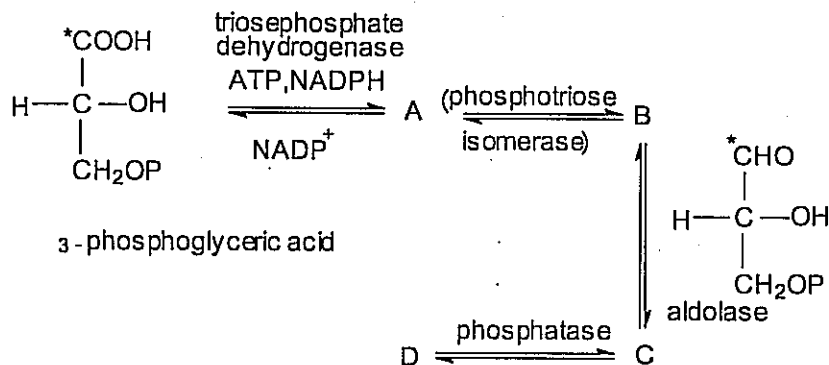 *COOH
H—C—OH
CH₂OP
3-phosphoglyceric acid
triosephosphate
dehydrogenase
ATP,NADPH
NADP⁺
A
(phosphotriose
isomerase)
B
*CHO
H—C—OH
CH₂OP
aldolase
C
phosphatase
D